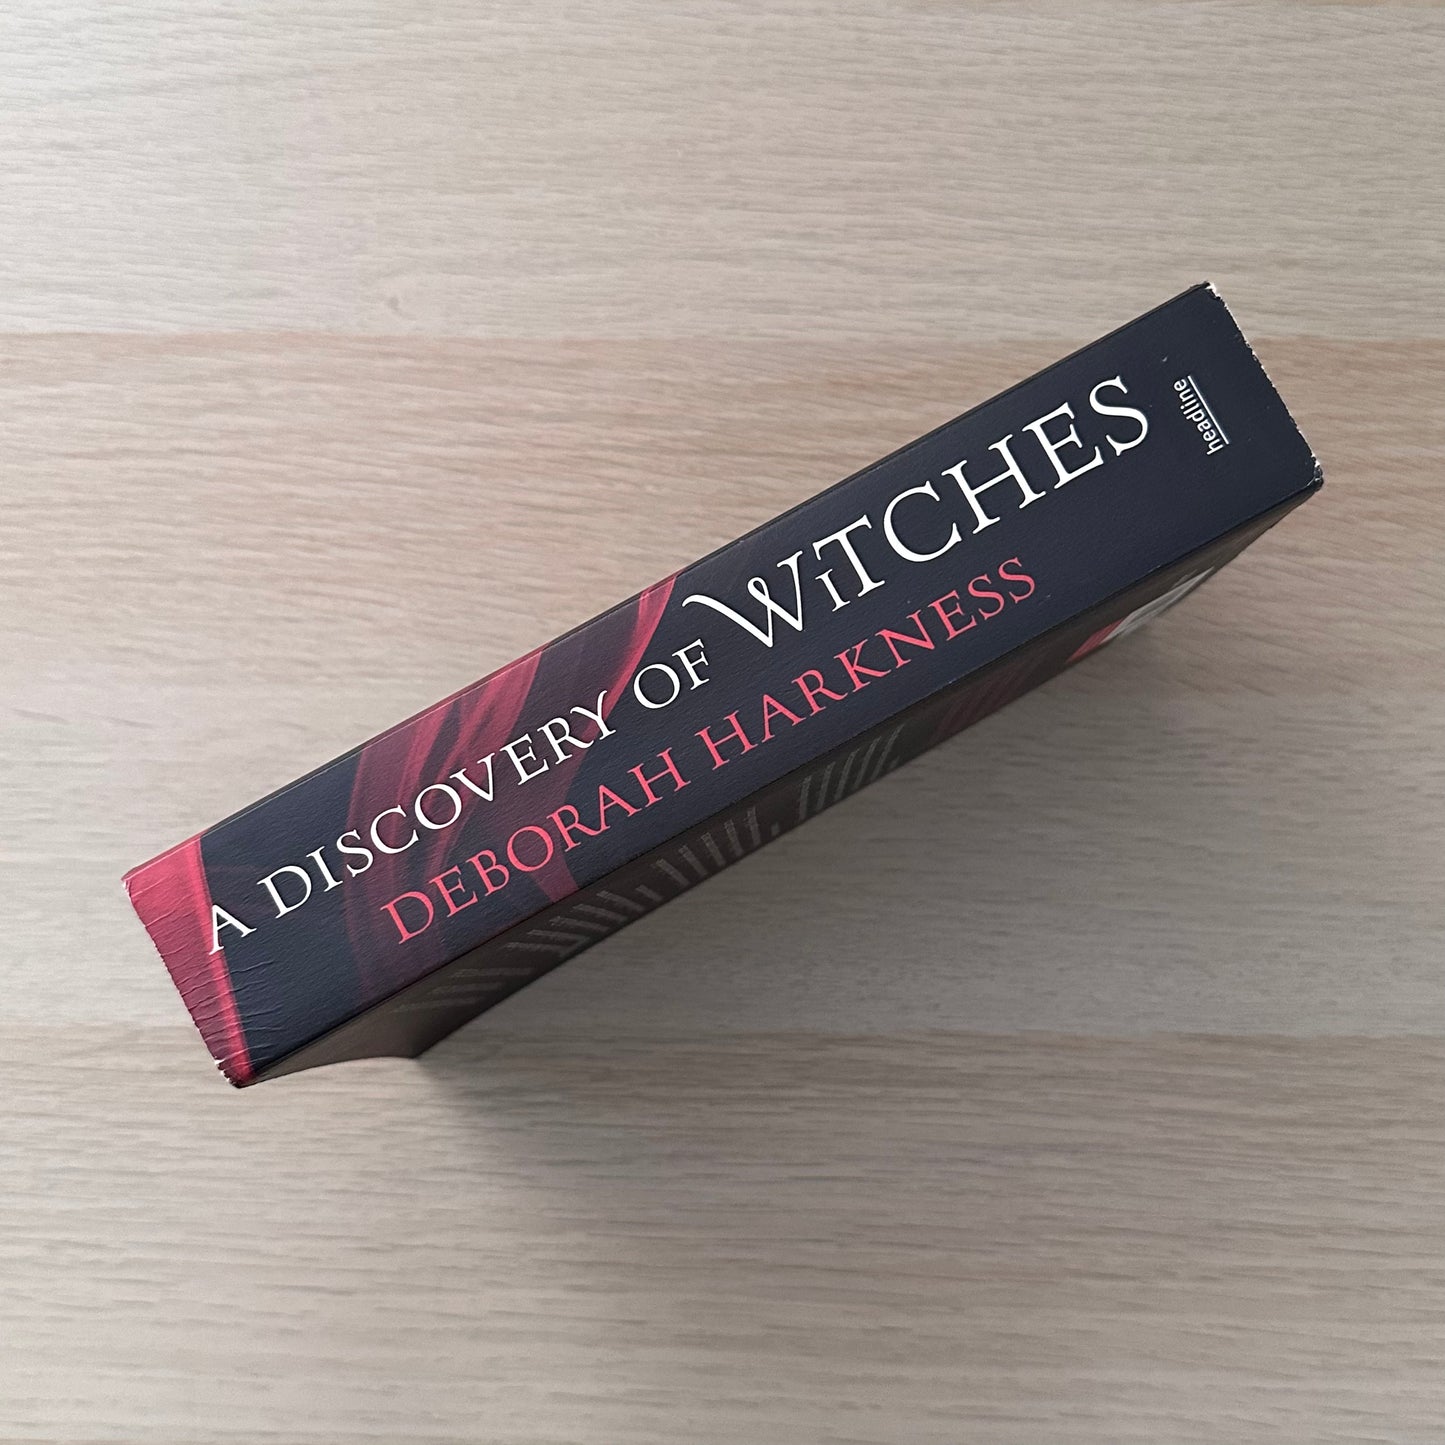 A DISCOVERY OF WiTCHES
DEBORAH HARKNESS
headline